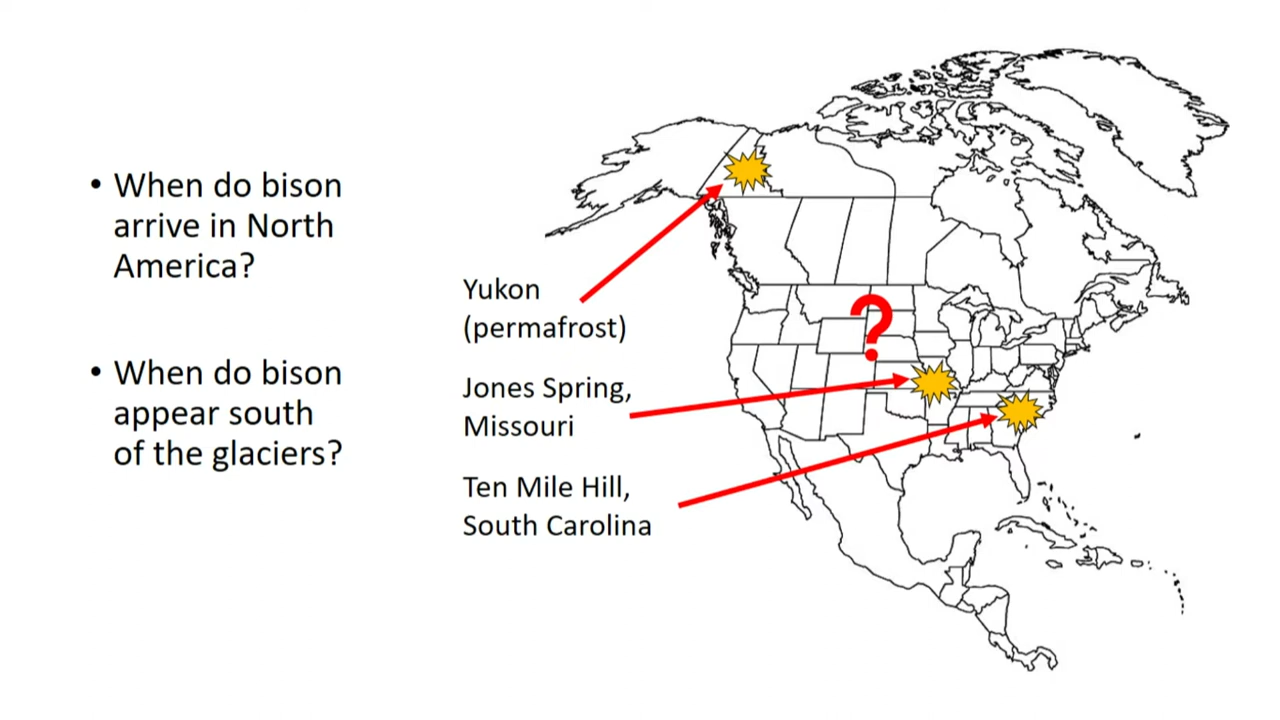 • When do bison
arrive in North
America?
• When do bison
appear south
of the glaciers?
Yukon
(permafrost)
Jones Spring,
Missouri
Ten Mile Hill,
South Carolina
?